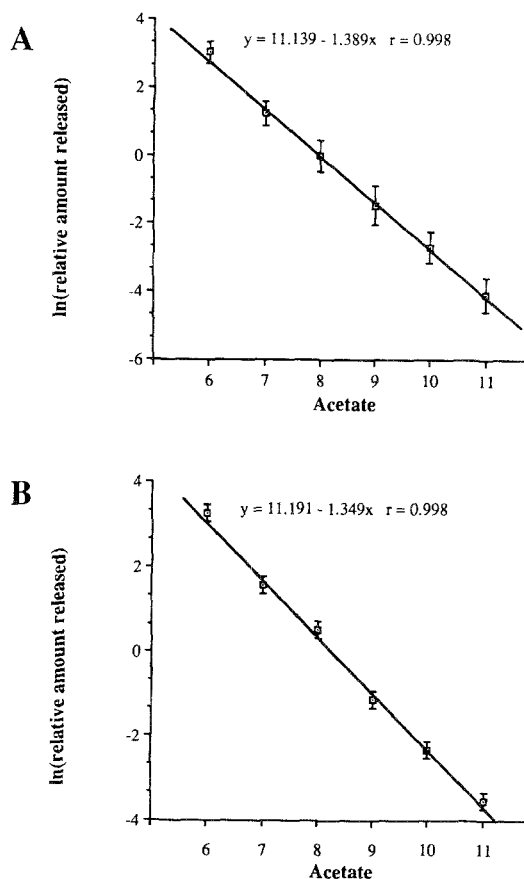 A
y = 11.139 - 1.389x r = 0.998
ln(relative amount released)
4
2
0
-2
-4
-6
6 7 8 9 10 11
Acetate
B
y = 11.191 - 1.349x r = 0.998
ln(relative amount released)
4
2
0
-2
-4
6 7 8 9 10 11
Acetate